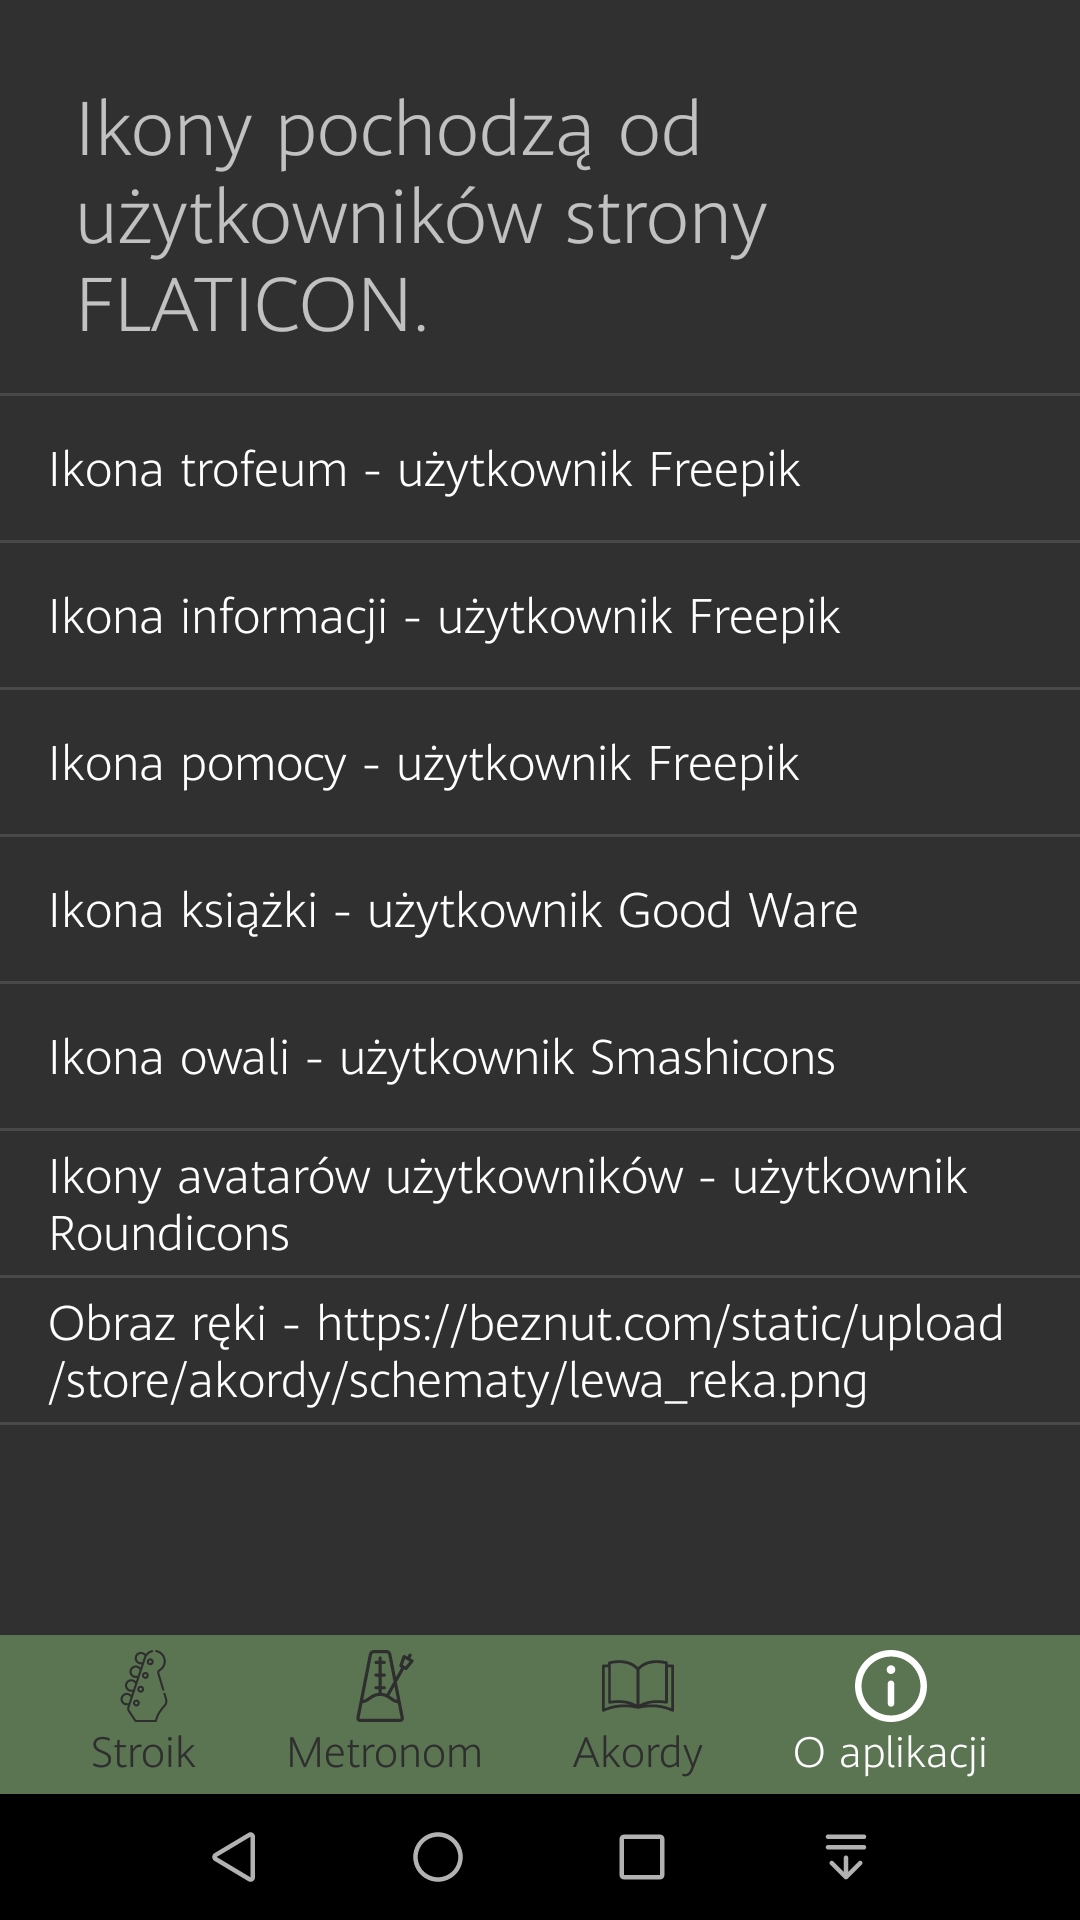 Ikony pochodzą od
użytkowników strony
FLATICON.
Ikona trofeum - użytkownik Freepik
Ikona informacji - użytkownik Freepik
Ikona pomocy - użytkownik Freepik
Ikona książki - użytkownik Good Ware
Ikona owali - użytkownik Smashicons
Ikony avatarów użytkowników - użytkownik
Roundicons
Obraz ręki - https://beznut.com/static/upload
/store/akordy/schematy/lewa_reka.png
Stroik
Metronom
Akordy
O aplikacji